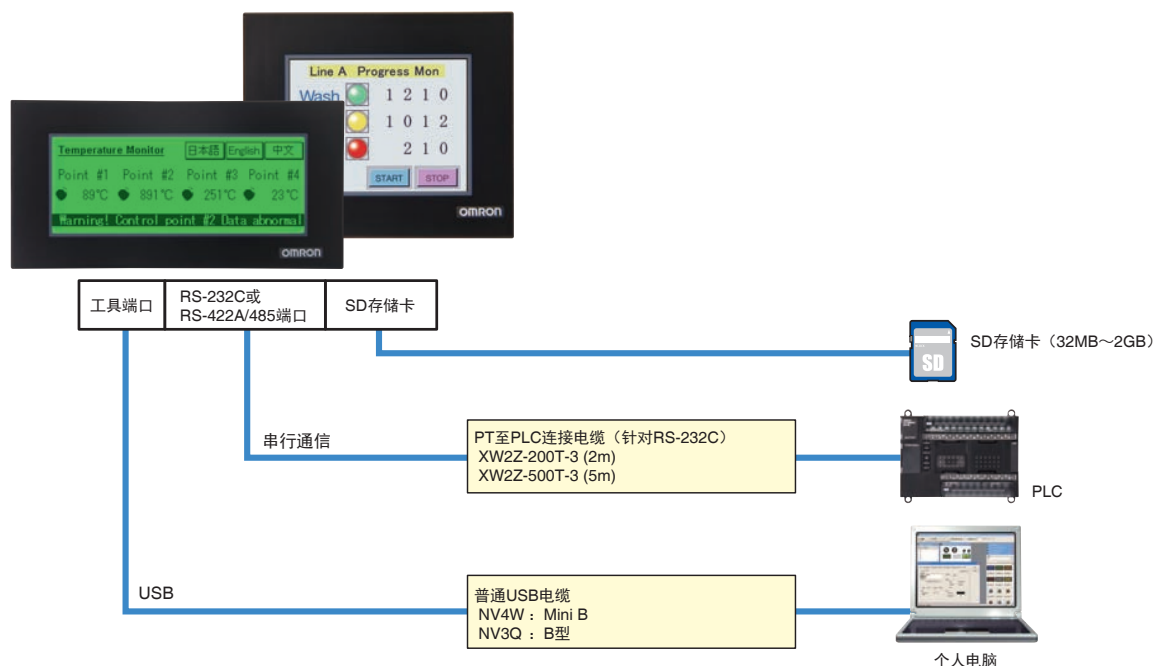 Line A Progress Mon
Wash 1 2 1 0
1 0 1 2
2 1 0
START STOP
OMRON
Temperature Monitor 日本語 English 中文
Point #1 Point #2 Point #3 Point #4
89℃ 891℃ 251℃ 23℃
Warning! Control point #2 Data abnormal
OMRON
工具端口
RS-232C或
RS-422A/485端口
SD存储卡
SD
SD存储卡（32MB～2GB）
串行通信
PT至PLC连接电缆（针对RS-232C）
XW2Z-200T-3 (2m)
XW2Z-500T-3 (5m)
PLC
USB
普通USB电缆
NV4W ：Mini B
NV3Q ：B型
个人电脑